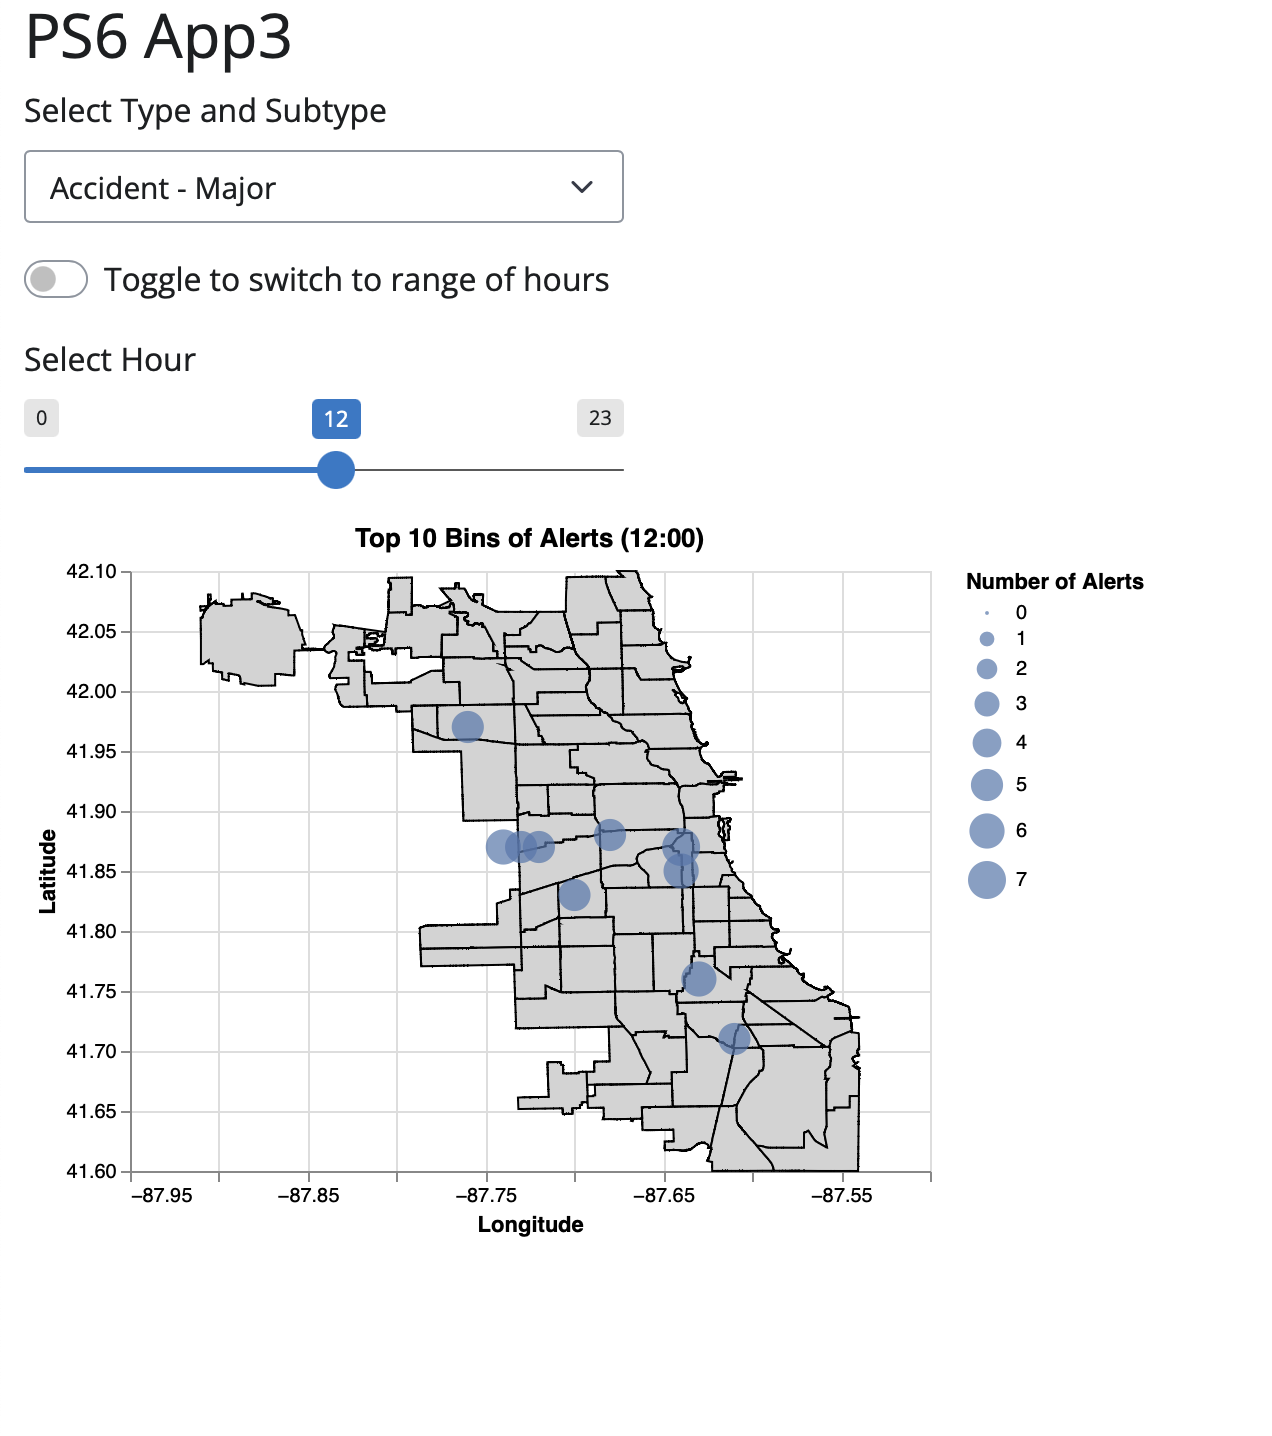 PS6 App3
Select Type and Subtype
Accident - Major
Toggle to switch to range of hours
Select Hour
0 12 23
Top 10 Bins of Alerts (12:00)
Number of Alerts
0
1
2
3
4
5
6
7
Latitude
42.10
42.05
42.00
41.95
41.90
41.85
41.80
41.75
41.70
41.65
41.60
−87.95 −87.85 −87.75 −87.65 −87.55
Longitude